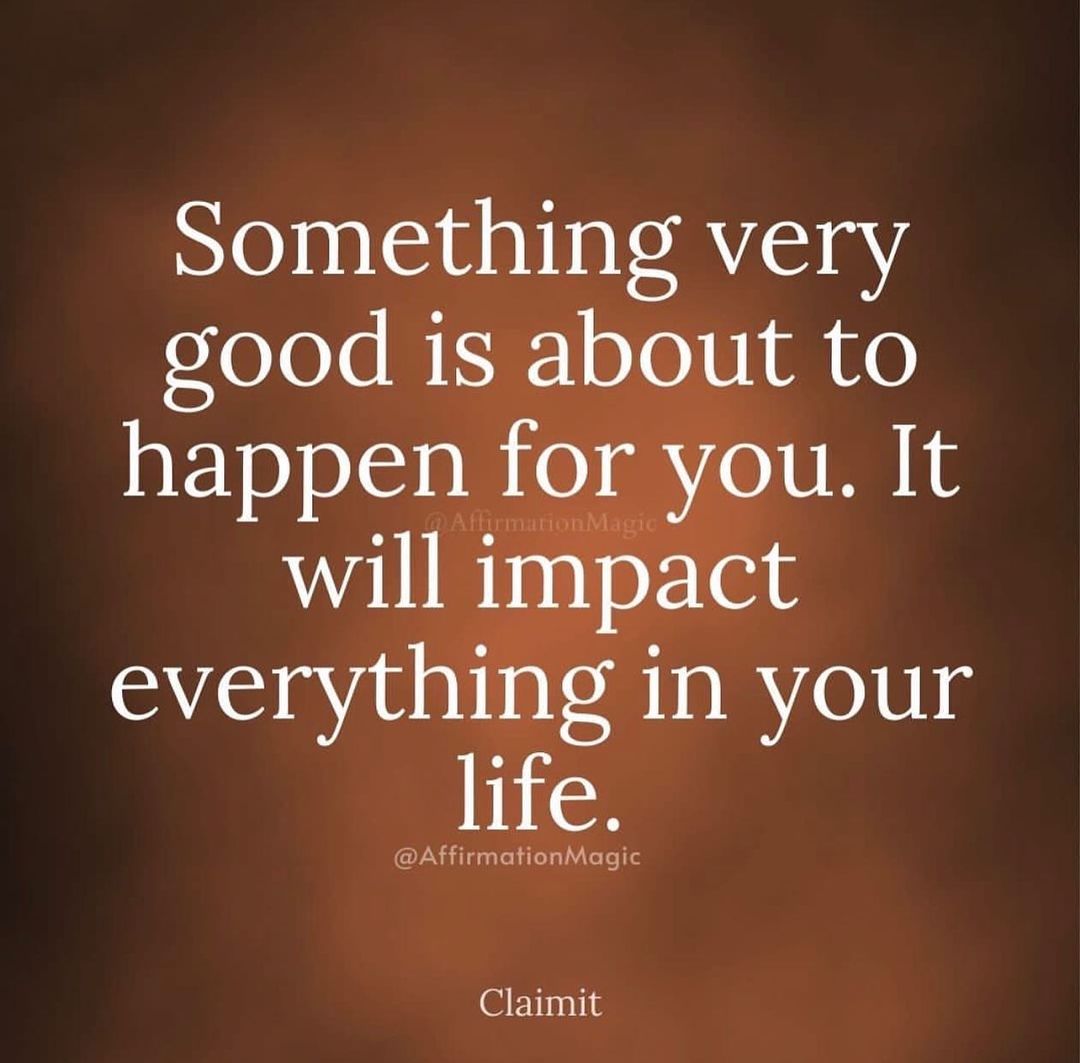 Something very
good is about to
happen for you. It
@AffirmationMagic
will impact
everything in your
life.
@AffirmationMagic
Claimit